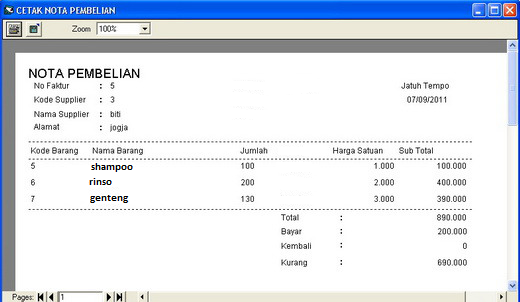 CETAK NOTA PEMBELIAN
Zoom 100%
NOTA PEMBELIAN
No Faktur : 5 Jatuh Tempo
Kode Supplier : 3 07/09/2011
Nama Supplier : biti
Alamat : jogja
Kode Barang Nama Barang Jumlah Harga Satuan Sub Total
5 shampoo 100 1.000 100.000
6 rinso 200 2.000 400.000
7 genteng 130 3.000 390.000
Total : 890.000
Bayar : 200.000
Kembali : 0
Kurang : 690.000
Pages: 1